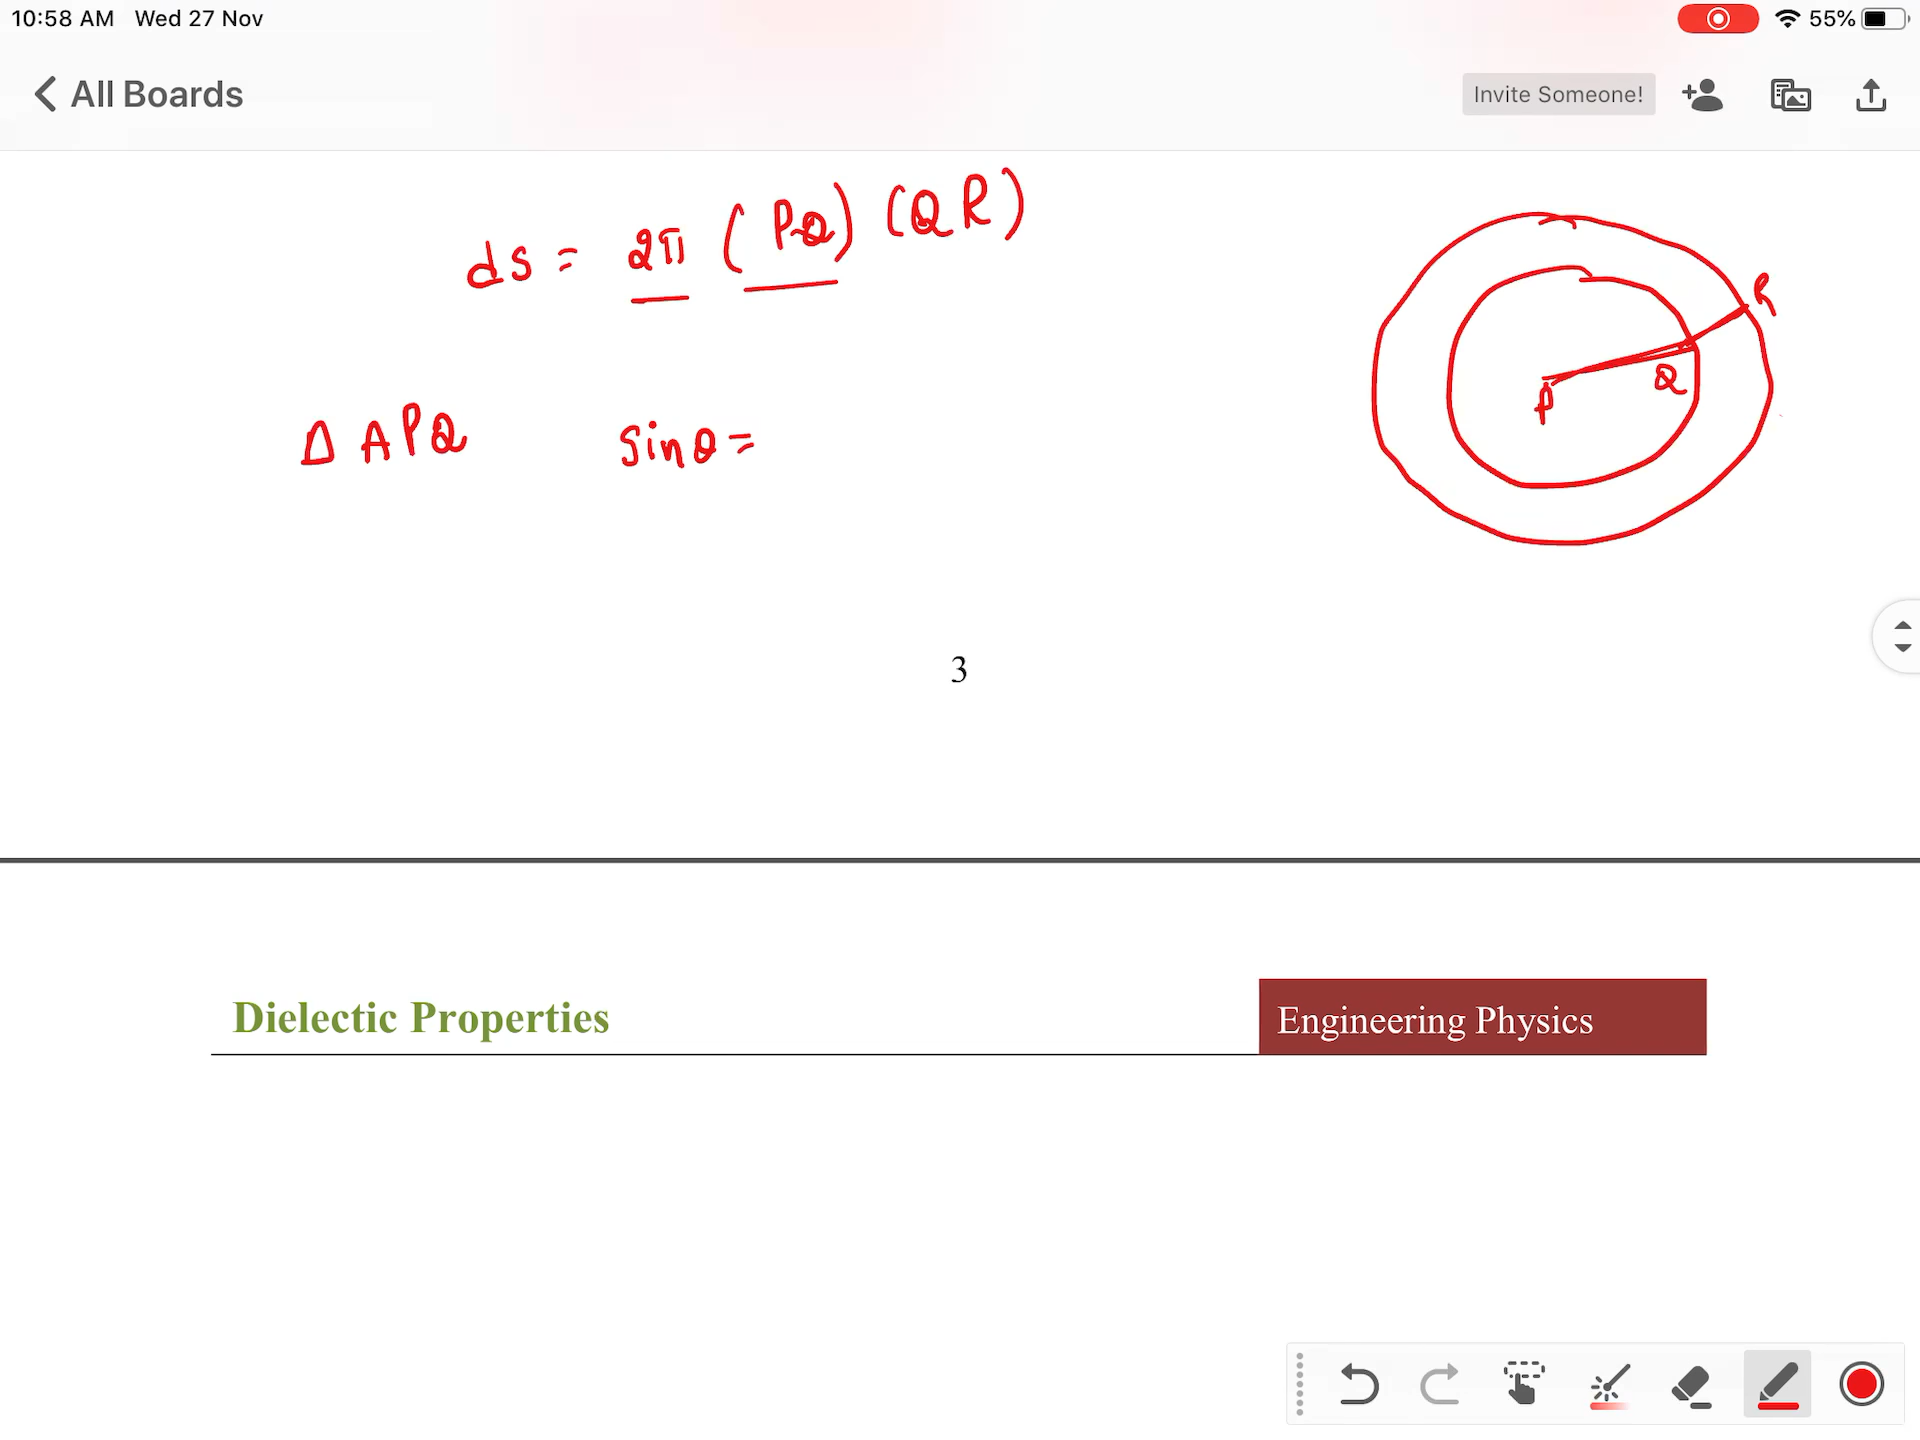 10:58 AM Wed 27 Nov
55%
All Boards
Invite Someone!
ds = 2π (PQ) (QR)
R
Q
P
Δ APQ sinθ =
3
Dielectic Properties
Engineering Physics